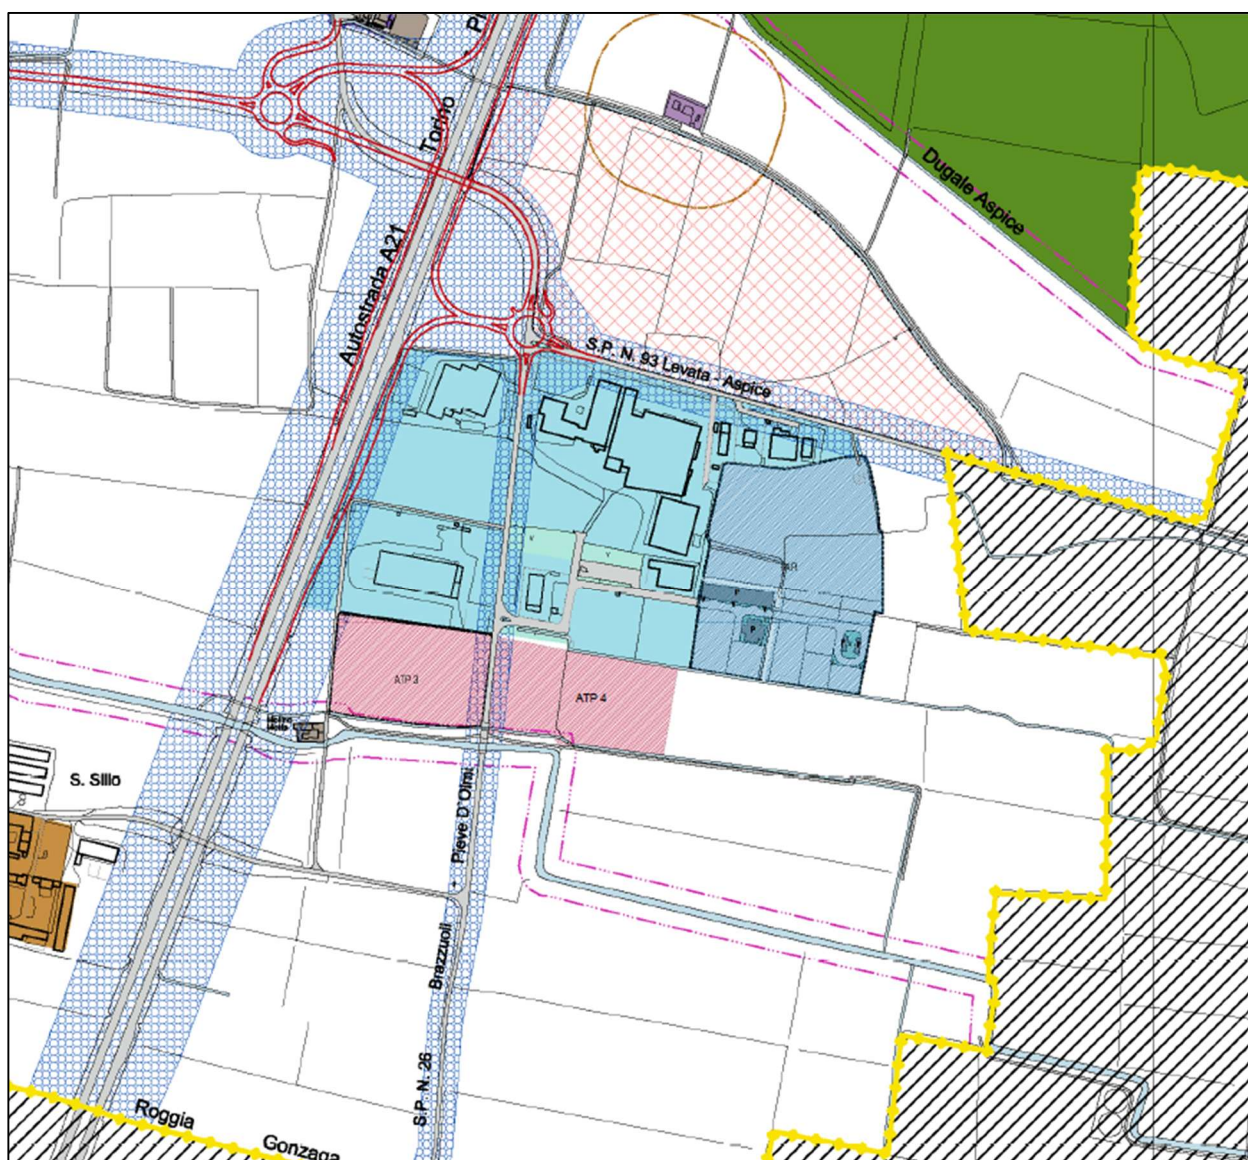 Torino
Dugale Aspice
Autostrada A21
S.P. N. 93 Levata - Aspice
V
V
AR
P
P
ATP 3
ATP 4
S. Sillo
Pieve D'Olmi
Brazzuoli
S.P. N. 26
Roggia
Gonzaga